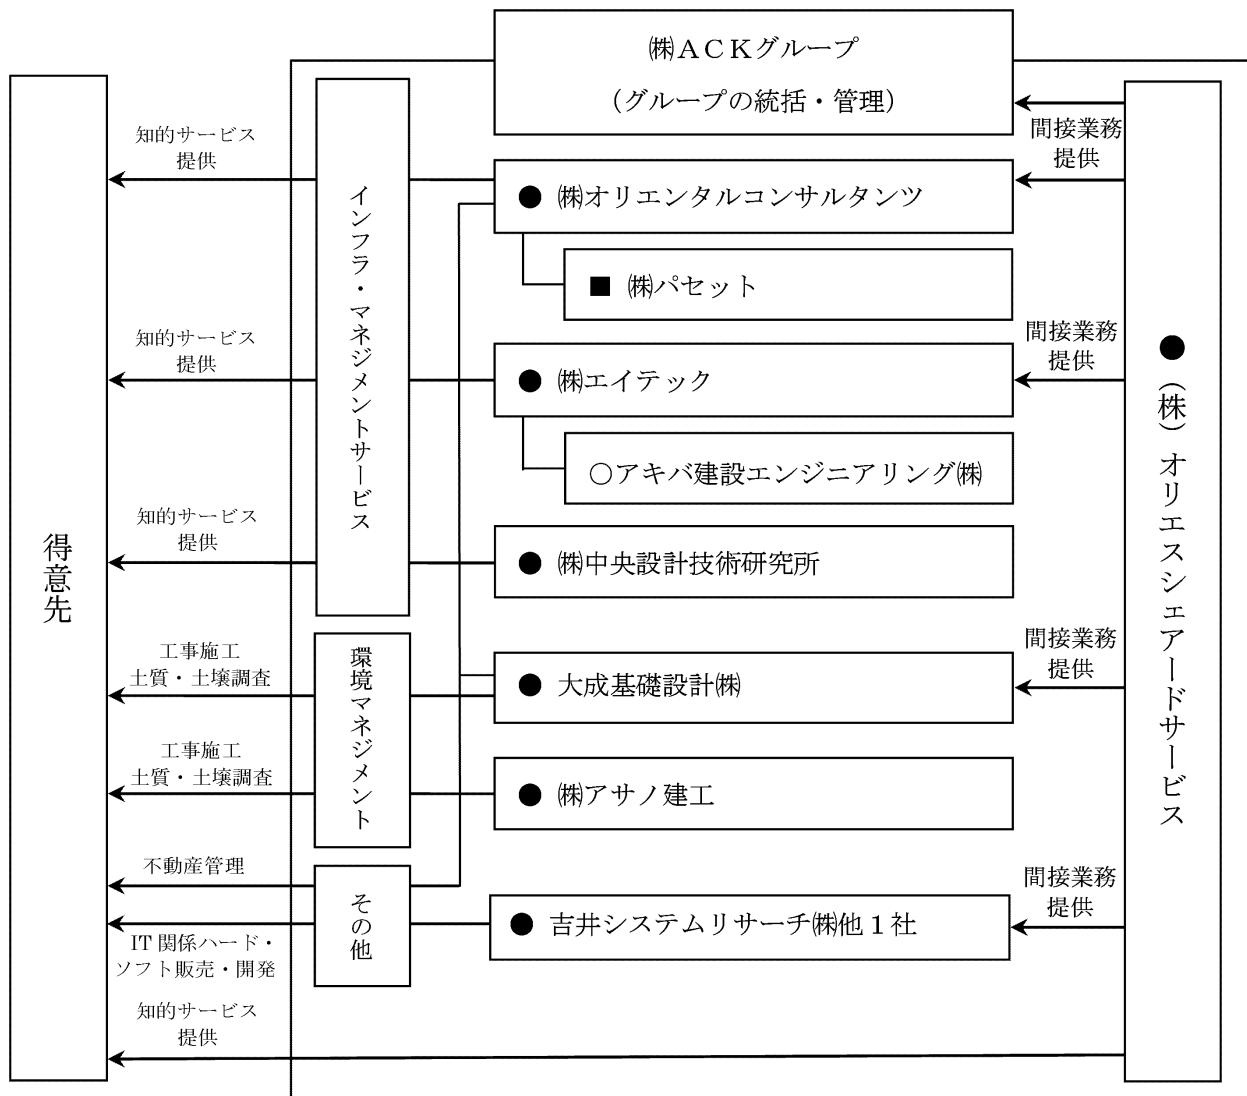 ㈱ＡＣＫグループ
（グループの統括・管理）
得意先
インフラ・マネジメントサービス
知的サービス
提供
● ㈱オリエンタルコンサルタンツ
間接業務
提供
■ ㈱パセット
知的サービス
提供
● ㈱エイテック
間接業務
提供
○アキバ建設エンジニアリング㈱
知的サービス
提供
● ㈱中央設計技術研究所
環境マネジメント
工事施工
土質・土壌調査
● 大成基礎設計㈱
間接業務
提供
工事施工
土質・土壌調査
● ㈱アサノ建工
その他
不動産管理
IT 関係ハード・
ソフト販売・開発
● 吉井システムリサーチ㈱他１社
間接業務
提供
知的サービス
提供
● （株）オリエスシェアードサービス